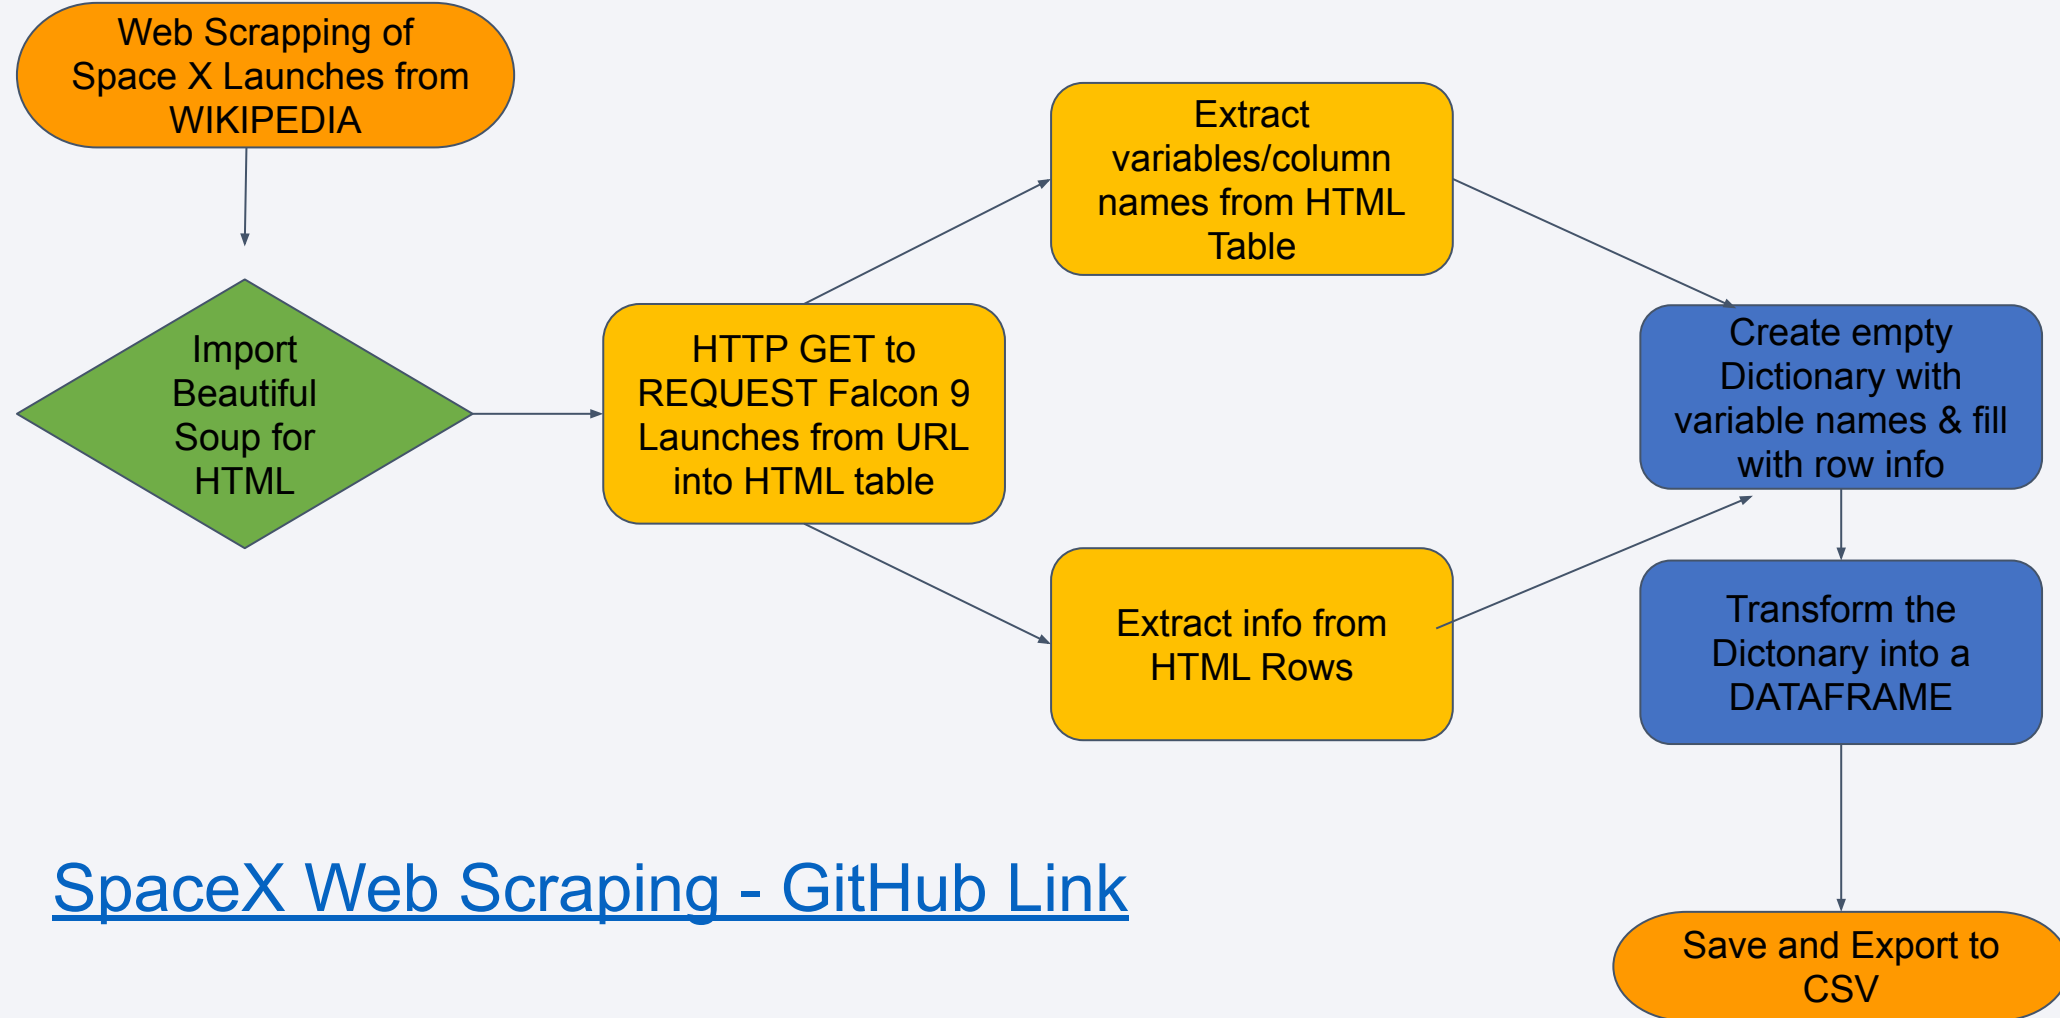 Web Scrapping of
Space X Launches from
WIKIPEDIA
Import
Beautiful
Soup for
HTML
HTTP GET to
REQUEST Falcon 9
Launches from URL
into HTML table
Extract
variables/column
names from HTML
Table
Extract info from
HTML Rows
Create empty
Dictionary with
variable names & fill
with row info
Transform the
Dictonary into a
DATAFRAME
Save and Export to
CSV
SpaceX Web Scraping - GitHub Link